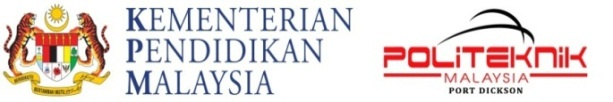 KEMENTERIAN
PENDIDIKAN
MALAYSIA
POLITEKNIK
MALAYSIA
PORT DICKSON